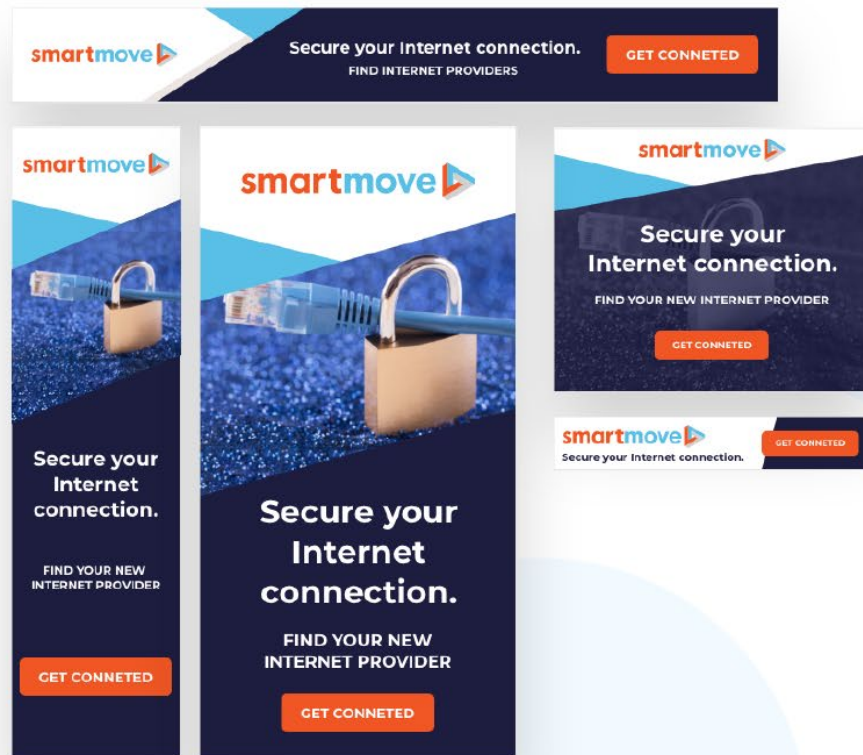 smartmove
Secure your Internet connection.
FIND INTERNET PROVIDERS
GET CONNETED
smartmove
Secure your
Internet
connection.
FIND YOUR NEW
INTERNET PROVIDER
GET CONNETED
smartmove
Secure your
Internet
connection.
FIND YOUR NEW
INTERNET PROVIDER
GET CONNETED
smartmove
Secure your
Internet connection.
FIND YOUR NEW INTERNET PROVIDER
GET CONNETED
smartmove
Secure your Internet connection.
GET CONNETED